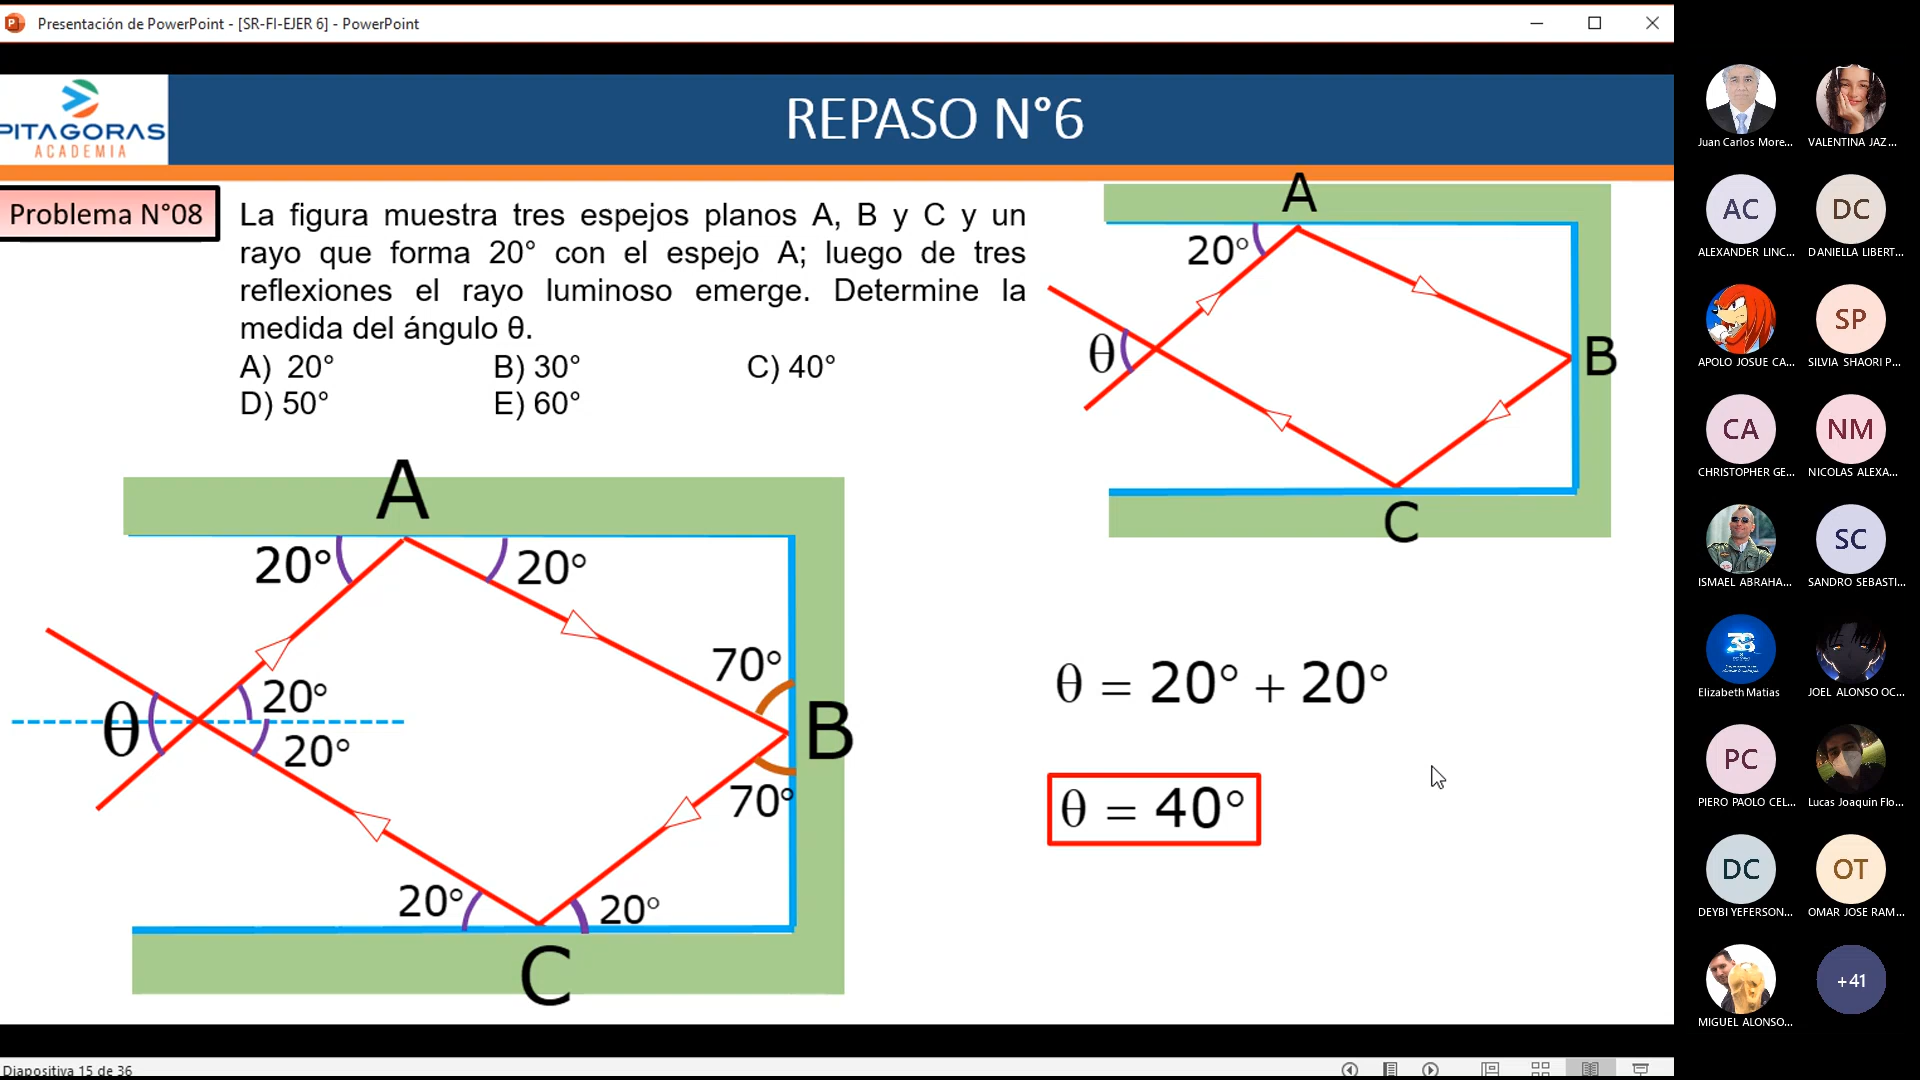 Presentación de PowerPoint - [SR-FI-EJER 6] - PowerPoint
PITAGORAS
ACADEMIA
REPASO N°6
Problema N°08
La figura muestra tres espejos planos A, B y C y un
rayo que forma 20° con el espejo A; luego de tres
reflexiones el rayo luminoso emerge. Determine la
medida del ángulo θ.
A) 20° B) 30° C) 40°
D) 50° E) 60°
A
20°
θ
B
C
A
20° 20°
70°
20°
θ
20°
B
70°
20° 20°
C
θ = 20° + 20°
θ = 40°
Juan Carlos More...
VALENTINA JAZ...
AC
ALEXANDER LINC...
DC
DANIELLA LIBERT...
APOLO JOSUE CA...
SP
SILVIA SHAORI P...
CA
CHRISTOPHER GE...
NM
NICOLAS ALEXA...
ISMAEL ABRAHA...
SC
SANDRO SEBASTI...
Elizabeth Matias
JOEL ALONSO OC...
PC
PIERO PAOLO CEL...
Lucas Joaquin Flo...
DC
DEYBI YEFERSON...
OT
OMAR JOSE RAM...
MIGUEL ALONSO...
+41
Diapositiva 15 de 36